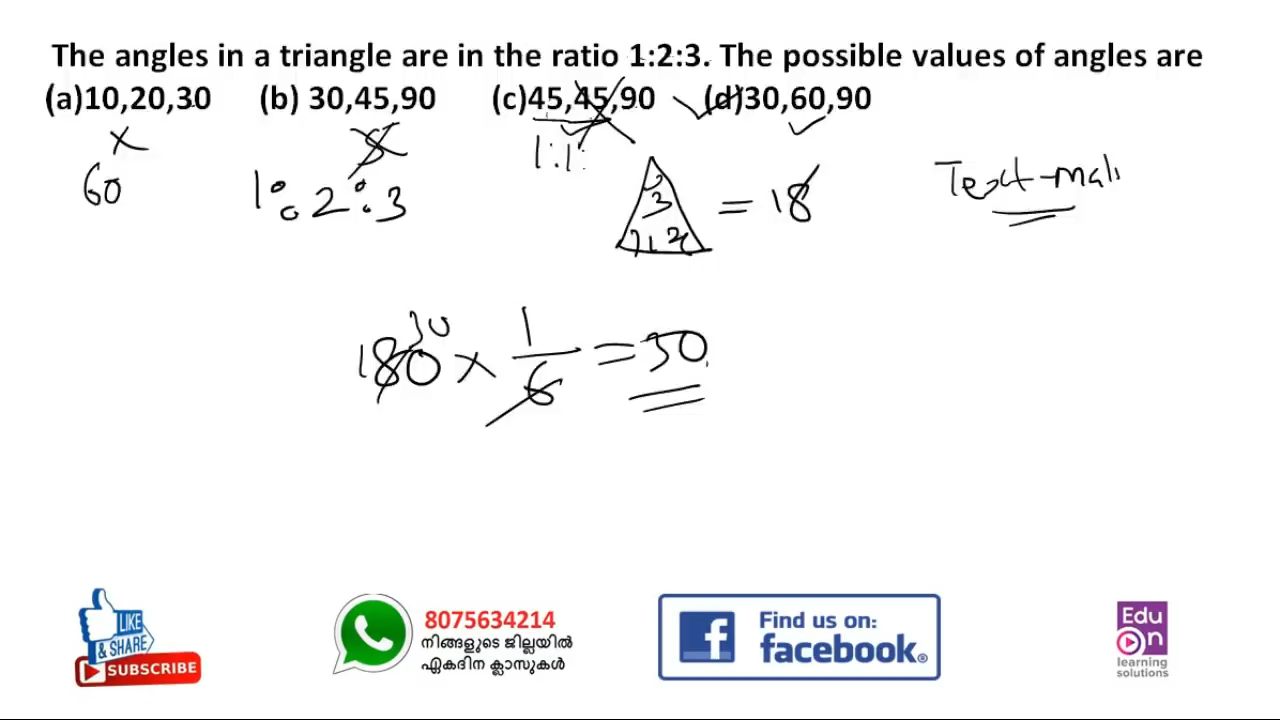 The angles in a triangle are in the ratio 1:2:3. The possible values of angles are
(a)10,20,30 (b) 30,45,90 (c)45,45,90 (d)30,60,90
60
1:2:3
1:1:
3
1 2
= 18
180 × 1/6 = 30
30
LIKE
& SHARE
SUBSCRIBE
8075634214
നിങ്ങളുടെ ജില്ലയിൽ
ഏകദിന ക്ലാസുകൾ
Find us on:
facebook®
Edu
On
learning
solutions